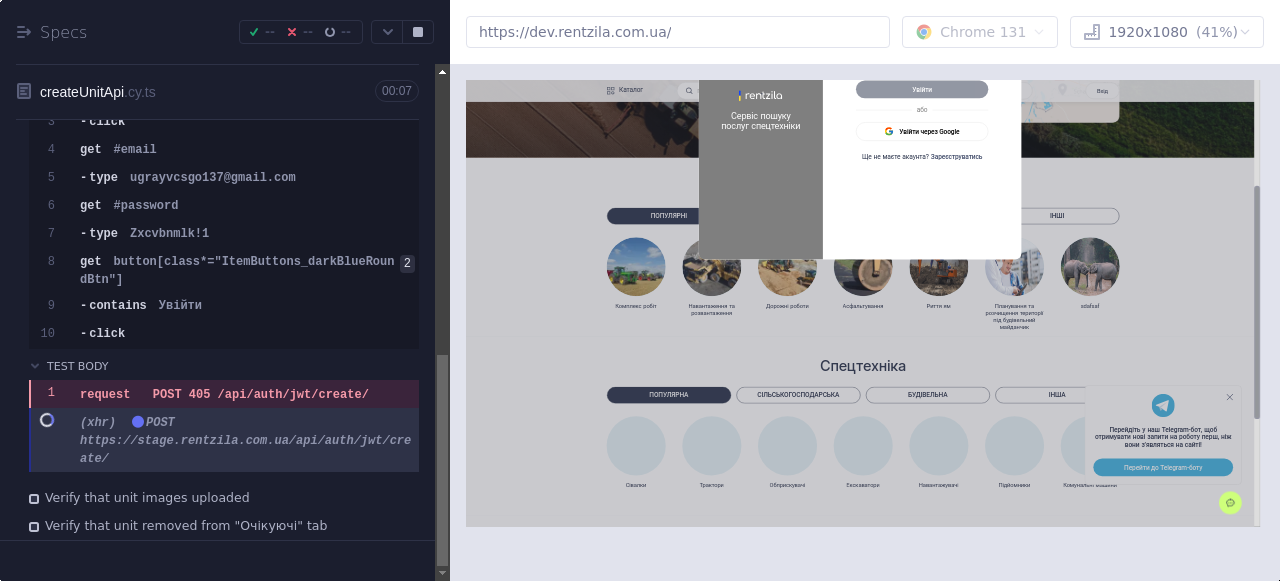 Specs
--
--
--
https://dev.rentzila.com.ua/
Chrome 131
1920x1080 (41%)
createUnitApi.cy.ts
00:07
3 -click
4 get #email
5 -type ugrayvcsgo137@gmail.com
6 get #password
7 -type Zxcvbnmlk!1
8 get button[class*="ItemButtons_darkBlueRoun
dBtn"]
2
9 -contains Увійти
10 -click
TEST BODY
1 request POST 405 /api/auth/jwt/create/
(xhr) POST
https://stage.rentzila.com.ua/api/auth/jwt/cre
ate/
Verify that unit images uploaded
Verify that unit removed from "Очікуючі" tab
Каталог
Вхід
rentzila
Сервіс пошуку
послуг спецтехніки
Увійти
або
Увійти через Google
Ще не маєте акаунта? Зареєструватись
ПОПУЛЯРНІ
ІНШІ
Комплекс робіт
Навантаження та
розвантаження
Дорожні роботи
Асфальтування
Риття ям
Планування та
розчищення території
під будівельний
майданчик
sdafsaf
Спецтехніка
ПОПУЛЯРНА
СІЛЬСЬКОГОСПОДАРСЬКА
БУДІВЕЛЬНА
ІНША
Сівалки
Трактори
Обприскувачі
Екскаватори
Навантажувачі
Підйомники
Комунальні машини
Перейдіть у наш Telegram-бот, щоб
отримувати нові запити на роботу перш, ніж
вони з'являться на сайті!
Перейти до Telegram-боту